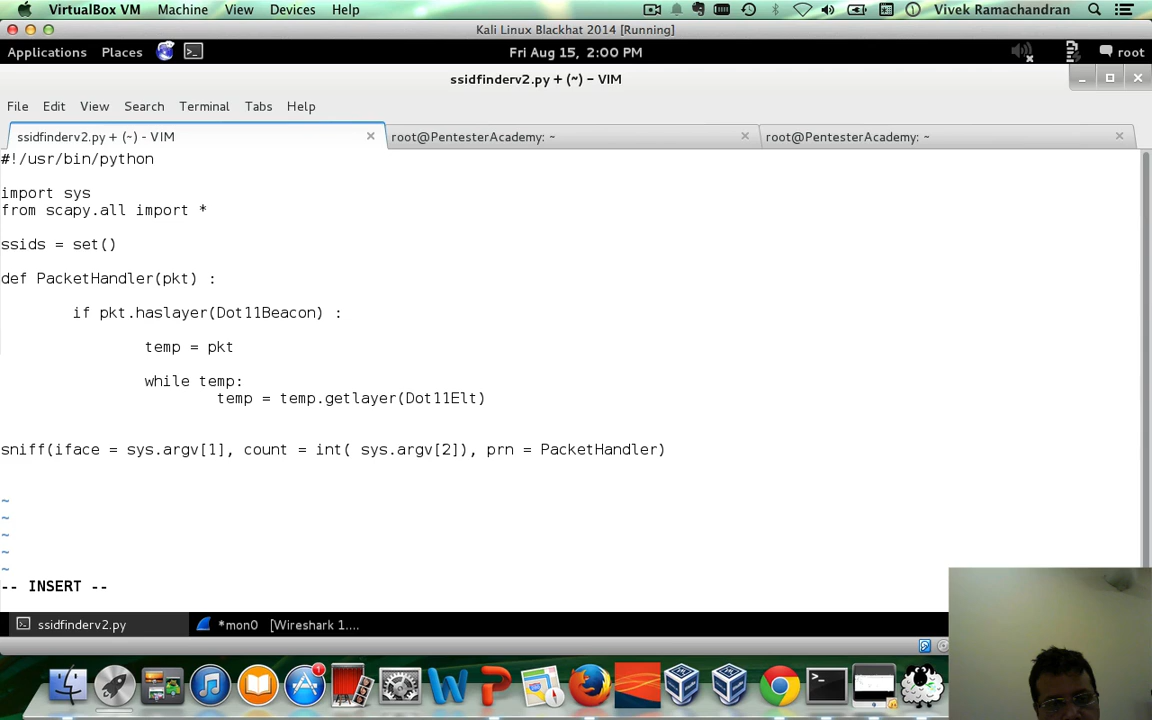 VirtualBox VM Machine View Devices Help Vivek Ramachandran
Kali Linux Blackhat 2014 [Running]
Applications Places Fri Aug 15, 2:00 PM root
ssidfinderv2.py + (~) - VIM
File Edit View Search Terminal Tabs Help
ssidfinderv2.py + (~) - VIM root@PentesterAcademy: ~ root@PentesterAcademy: ~
#!/usr/bin/python
import sys
from scapy.all import *
ssids = set()
def PacketHandler(pkt) :
if pkt.haslayer(Dot11Beacon) :
temp = pkt
while temp:
temp = temp.getlayer(Dot11Elt)
sniff(iface = sys.argv[1], count = int( sys.argv[2]), prn = PacketHandler)
~
~
~
~
~
-- INSERT --
ssidfinderv2.py *mon0 [Wireshark 1....